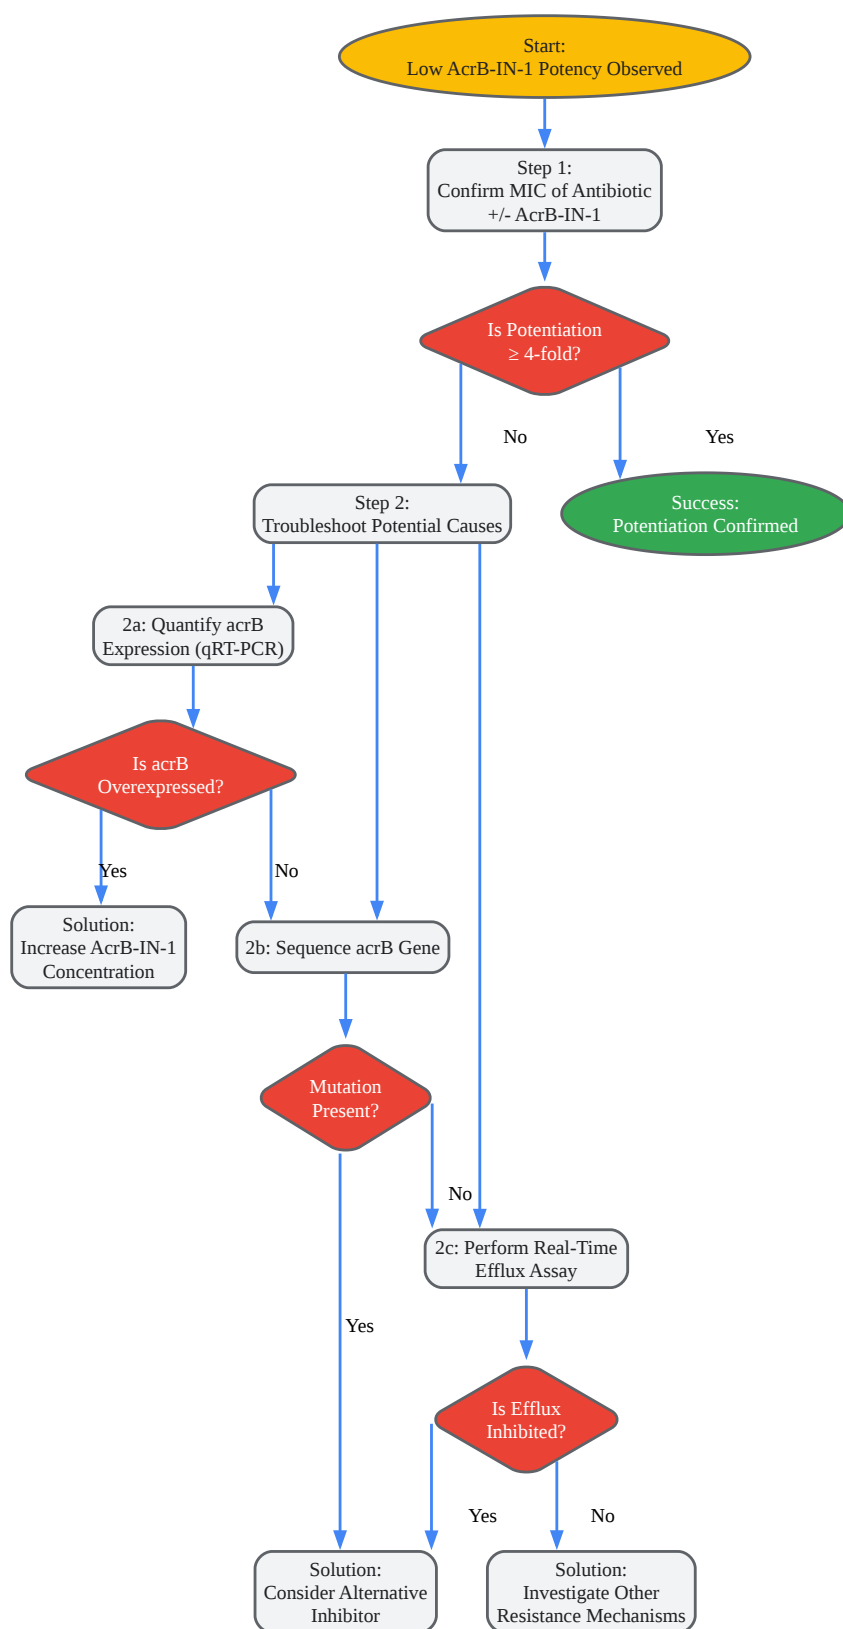 Start:
Low AcrB-IN-1 Potency Observed
Step 1:
Confirm MIC of Antibiotic
+/- AcrB-IN-1
Is Potentiation
≥ 4-fold?
No
Yes
Step 2:
Troubleshoot Potential Causes
Success:
Potentiation Confirmed
2a: Quantify acrB
Expression (qRT-PCR)
Is acrB
Overexpressed?
Yes
No
Solution:
Increase AcrB-IN-1
Concentration
2b: Sequence acrB Gene
Mutation
Present?
No
Yes
2c: Perform Real-Time
Efflux Assay
Is Efflux
Inhibited?
Yes
No
Solution:
Consider Alternative
Inhibitor
Solution:
Investigate Other
Resistance Mechanisms